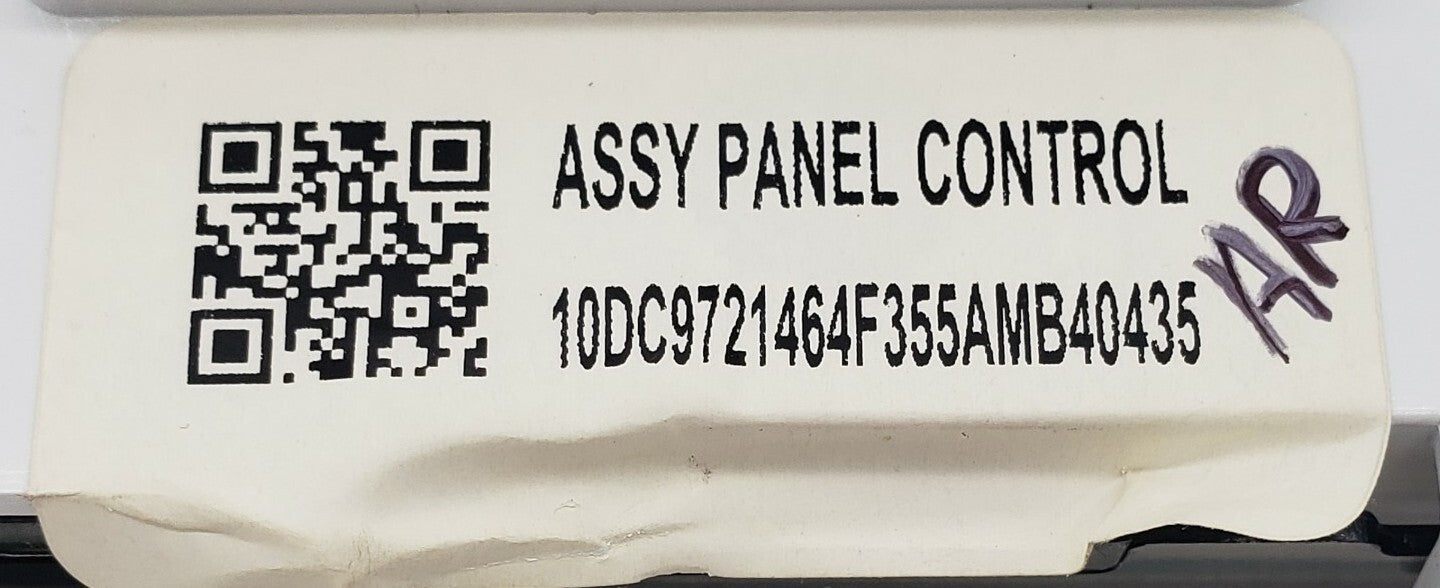 ASSY PANEL CONTROL
10DC9721464F355AMB40435
AR